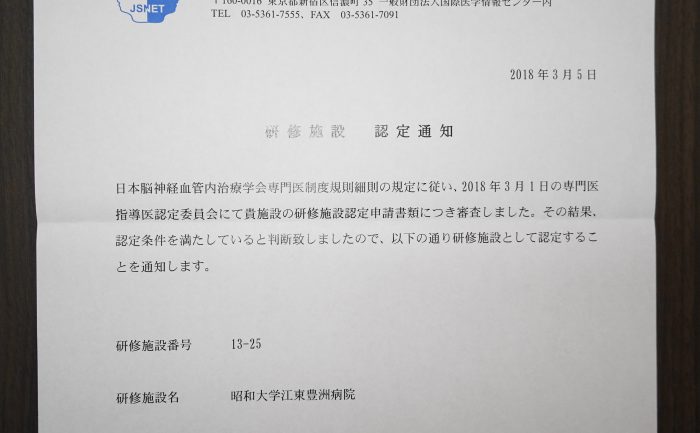 JSNET
〒160-0016 東京都新宿区信濃町 35 一般財団法人国際医学情報センター内
TEL 03-5361-7555、FAX 03-5361-7091
2018 年 3 月 5 日
研修施設 認定通知
日本脳神経血管内治療学会専門医制度規則細則の規定に従い、2018 年 3 月 1 日の専門医
指導医認定委員会にて貴施設の研修施設認定申請書類につき審査しました。その結果、
認定条件を満たしていると判断致しましたので、以下の通り研修施設として認定するこ
とを通知します。
研修施設番号 13-25
研修施設名 昭和大学江東豊洲病院